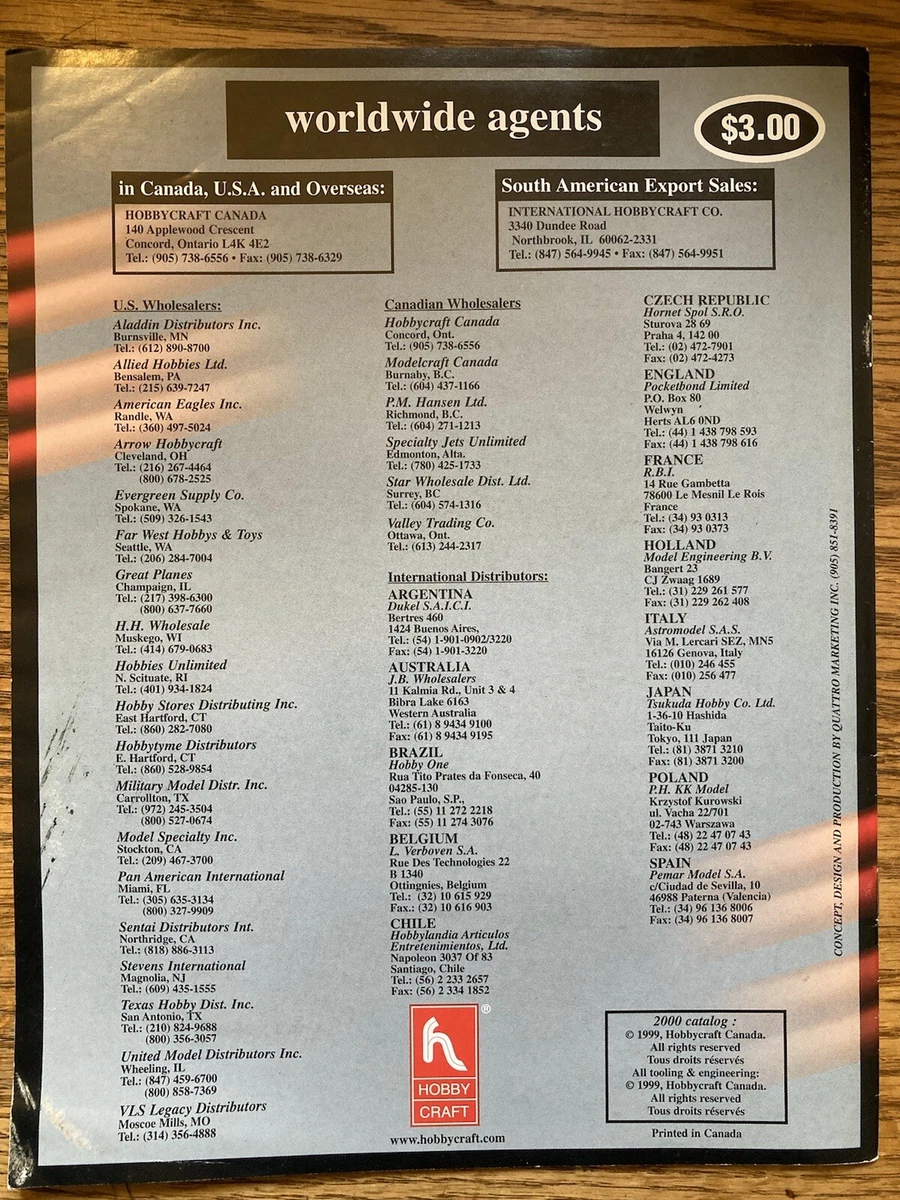 worldwide agents
$3.00
in Canada, U.S.A. and Overseas:
HOBBYCRAFT CANADA
140 Applewood Crescent
Concord, Ontario L4K 4E2
Tel.: (905) 738-6556 • Fax: (905) 738-6329
South American Export Sales:
INTERNATIONAL HOBBYCRAFT CO.
3340 Dundee Road
Northbrook, IL 60062-2331
Tel.: (847) 564-9945 • Fax: (847) 564-9951
U.S. Wholesalers:
Aladdin Distributors Inc.
Burnsville, MN
Tel.: (612) 890-8700
Allied Hobbies Ltd.
Bensalem, PA
Tel.: (215) 639-7247
American Eagles Inc.
Randle, WA
Tel.: (360) 497-5024
Arrow Hobbycraft
Cleveland, OH
Tel.: (216) 267-4464
(800) 678-2525
Evergreen Supply Co.
Spokane, WA
Tel.: (509) 326-1543
Far West Hobbys & Toys
Seattle, WA
Tel.: (206) 284-7004
Great Planes
Champaign, IL
Tel.: (217) 398-6300
(800) 637-7660
H.H. Wholesale
Muskego, WI
Tel.: (414) 679-0683
Hobbies Unlimited
N. Scituate, RI
Tel.: (401) 934-1824
Hobby Stores Distributing Inc.
East Hartford, CT
Tel.: (860) 282-7080
Hobbytyme Distributors
E. Hartford, CT
Tel.: (860) 528-9854
Military Model Distr. Inc.
Carrollton, TX
Tel.: (972) 245-3504
(800) 527-0674
Model Specialty Inc.
Stockton, CA
Tel.: (209) 467-3700
Pan American International
Miami, FL
Tel.: (305) 635-3134
(800) 327-9909
Sentai Distributors Int.
Northridge, CA
Tel.: (818) 886-3113
Stevens International
Magnolia, NJ
Tel.: (609) 435-1555
Texas Hobby Dist. Inc.
San Antonio, TX
Tel.: (210) 824-9688
(800) 356-3057
United Model Distributors Inc.
Wheeling, IL
Tel.: (847) 459-6700
(800) 858-7369
VLS Legacy Distributors
Moscoe Mills, MO
Tel.: (314) 356-4888
Canadian Wholesalers
Hobbycraft Canada
Concord, Ont.
Tel.: (905) 738-6556
Modelcraft Canada
Burnaby, B.C.
Tel.: (604) 437-1166
P.M. Hansen Ltd.
Richmond, B.C.
Tel.: (604) 271-1213
Specialty Jets Unlimited
Edmonton, Alta.
Tel.: (780) 425-1733
Star Wholesale Dist. Ltd.
Surrey, BC
Tel.: (604) 574-1316
Valley Trading Co.
Ottawa, Ont.
Tel.: (613) 244-2317
International Distributors:
ARGENTINA
Dukel S.A.I.C.I.
Bertres 460
1424 Buenos Aires,
Tel.: (54) 1-901-0902/3220
Fax: (54) 1-901-3220
AUSTRALIA
J.B. Wholesalers
11 Kalmia Rd., Unit 3 & 4
Bibra Lake 6163
Western Australia
Tel.: (61) 8 9434 9100
Fax: (61) 8 9434 9195
BRAZIL
Hobby One
Rua Tito Prates da Fonseca, 40
04285-130
Sao Paulo, S.P.,
Tel.: (55) 11 272 2218
Fax: (55) 11 274 3076
BELGIUM
L. Verboven S.A.
Rue Des Technologies 22
B 1340
Ottingnies, Belgium
Tel.: (32) 10 615 929
Fax.: (32) 10 616 903
CHILE
Hobbylandia Articulos
Entretenimientos, Ltd.
Napoleon 3037 Of 83
Santiago, Chile
Tel.: (56) 2 233 2657
Fax: (56) 2 334 1852
CZECH REPUBLIC
Hornet Spol S.R.O.
Sturova 28 69
Praha 4, 142 00
Tel.: (02) 472-7901
Fax: (02) 472-4273
ENGLAND
Pocketbond Limited
P.O. Box 80
Welwyn
Herts AL6 0ND
Tel.: (44) 1 438 798 593
Fax: (44) 1 438 798 616
FRANCE
R.B.I.
14 Rue Gambetta
78600 Le Mesnil Le Rois
France
Tel.: (34) 93 0313
Fax: (34) 93 0373
HOLLAND
Model Engineering B.V.
Bangert 23
CJ Zwaag 1689
Tel.: (31) 229 261 577
Fax: (31) 229 262 408
ITALY
Astromodel S.A.S.
Via M. Lercari SEZ, MN5
16126 Genova, Italy
Tel.: (010) 246 455
Fax: (010) 256 477
JAPAN
Tsukuda Hobby Co. Ltd.
1-36-10 Hashida
Taito-Ku
Tokyo, 111 Japan
Tel.: (81) 3871 3210
Fax: (81) 3871 3200
POLAND
P.H. KK Model
Krzystof Kurowski
ul. Vacha 22/701
02-743 Warszawa
Tel.: (48) 22 47 07 43
Fax: (48) 22 47 07 43
SPAIN
Pemar Model S.A.
c/Ciudad de Sevilla, 10
46988 Paterna (Valencia)
Tel.: (34) 96 136 8006
Fax: (34) 96 136 8007
CONCEPT, DESIGN AND PRODUCTION BY QUATTRO MARKETING INC. (905) 851-8391
h®
HOBBY
CRAFT
www.hobbycraft.com
2000 catalog :
© 1999, Hobbycraft Canada.
All rights reserved
Tous droits réservés
All tooling & engineering:
© 1999, Hobbycraft Canada.
All rights reserved
Tous droits réservés
Printed in Canada